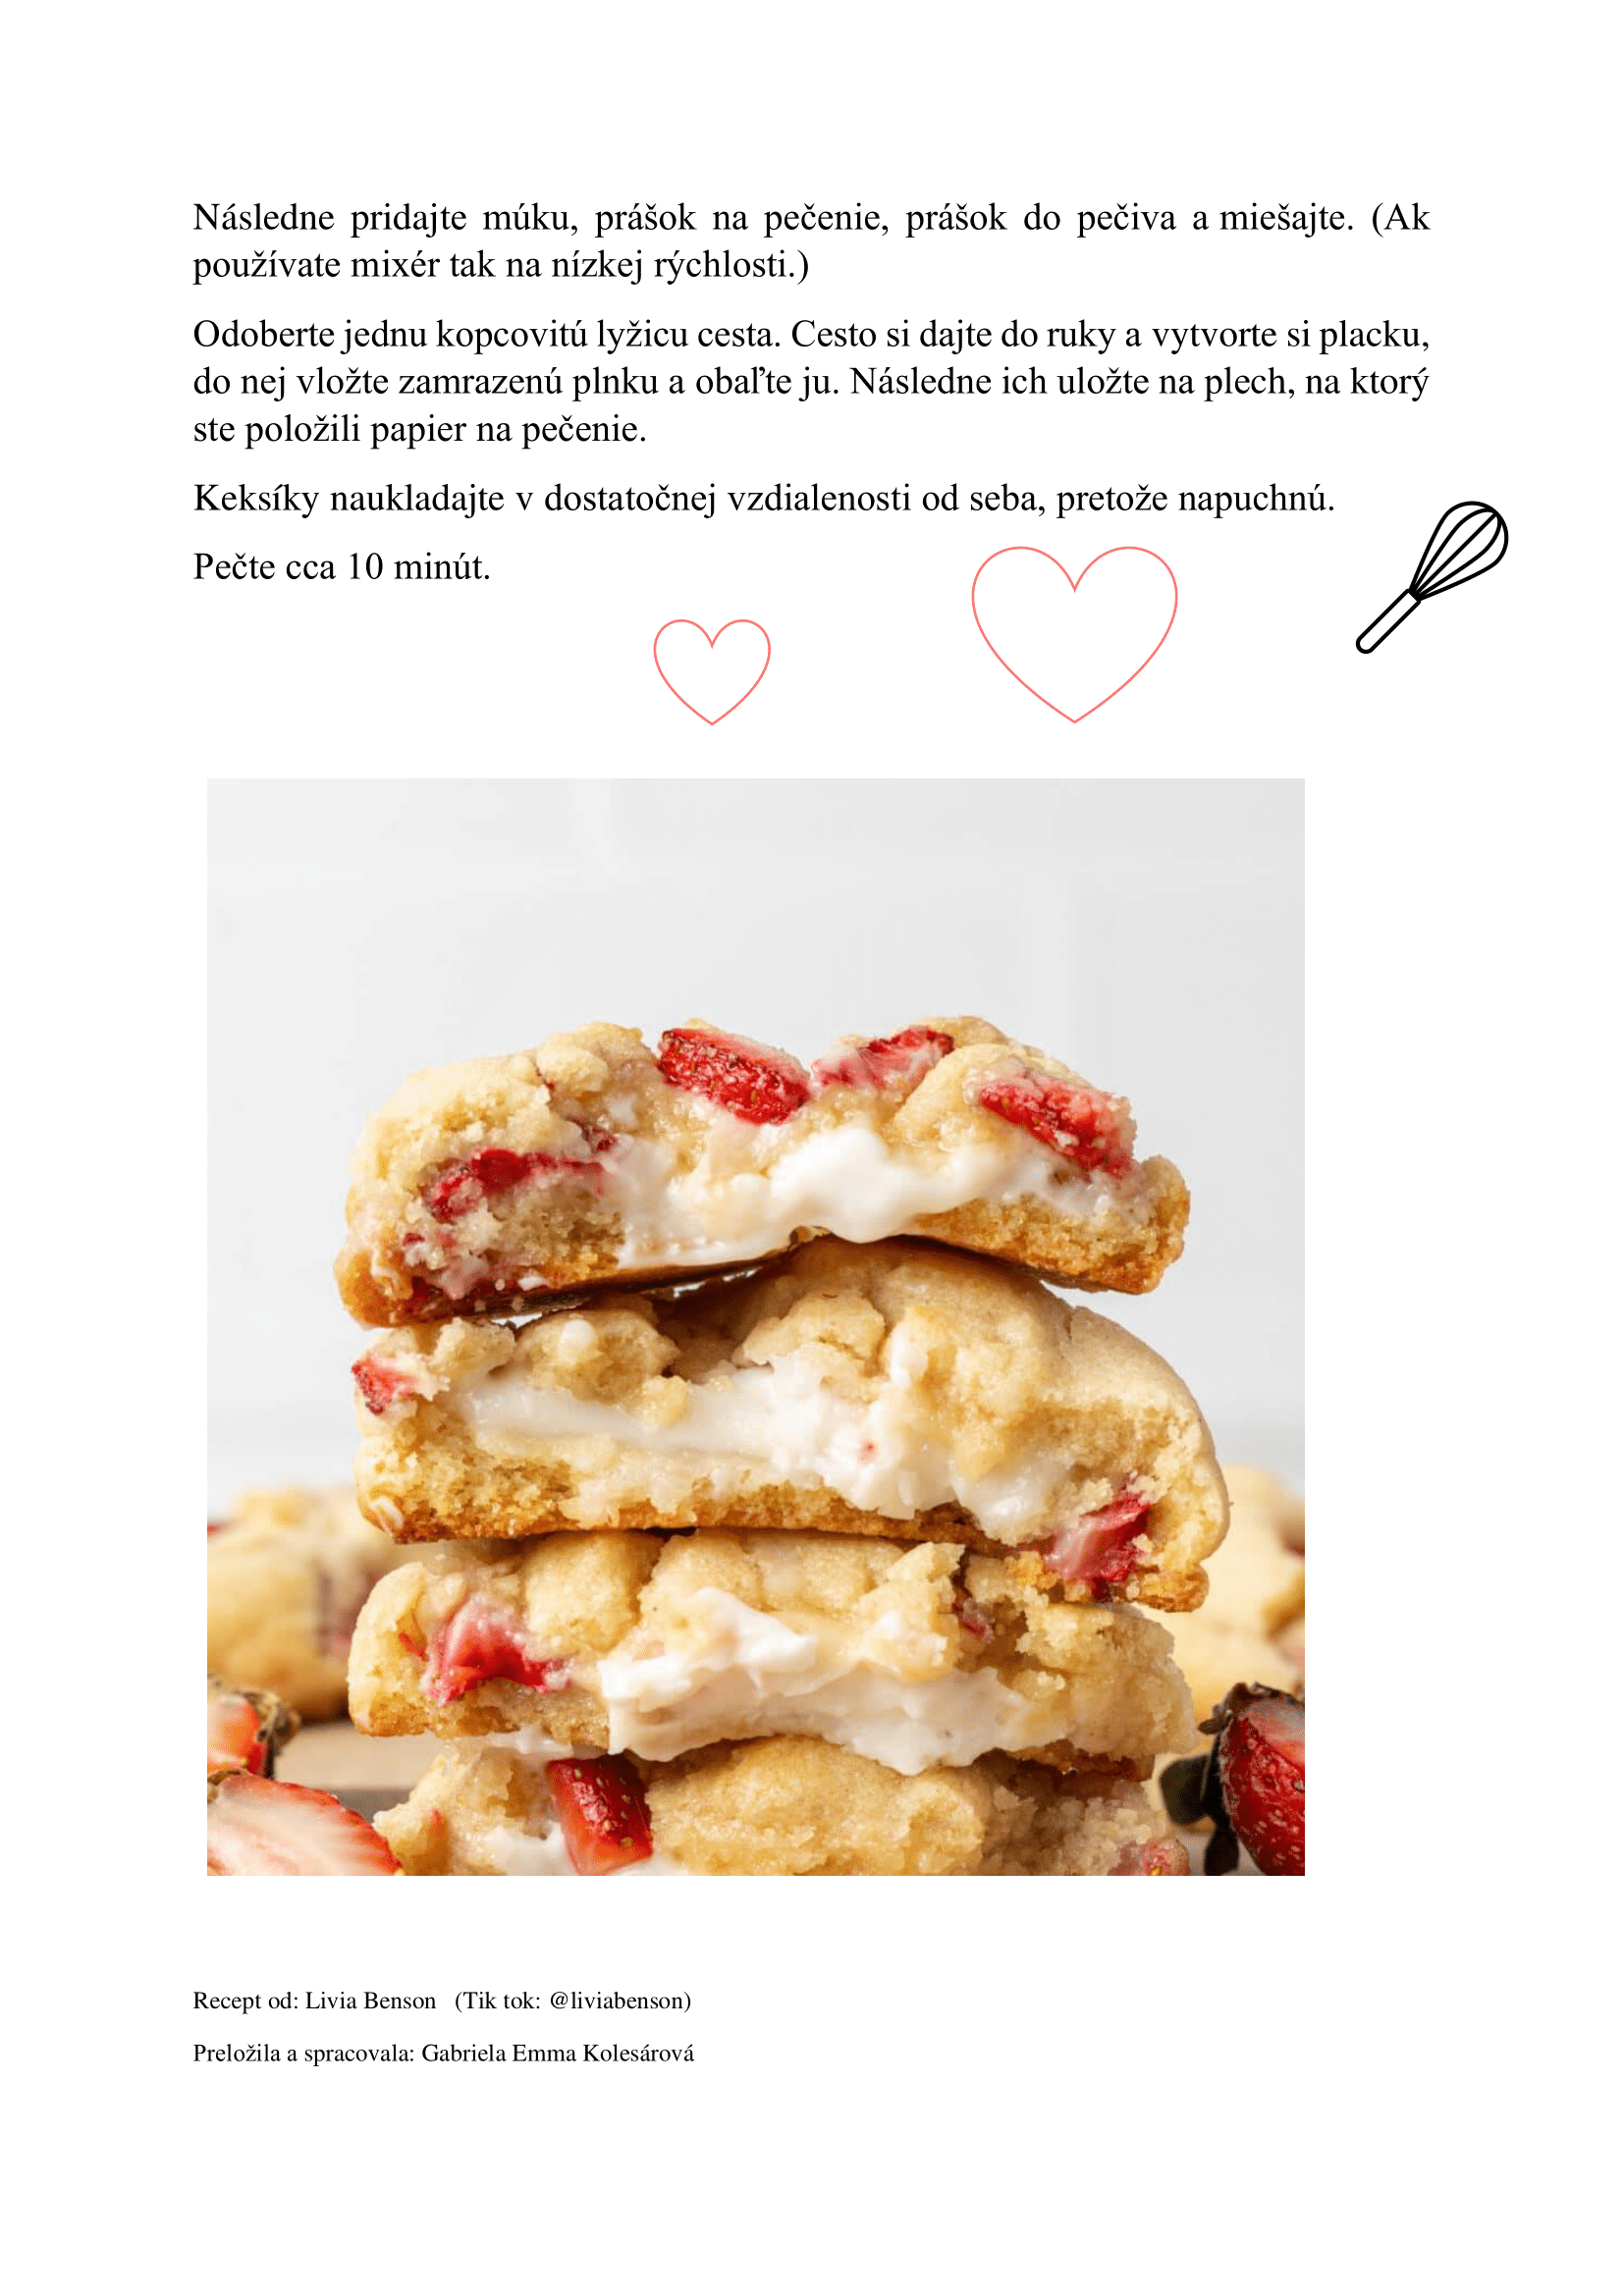 Následne pridajte múku, prášok na pečenie, prášok do pečiva a miešajte. (Ak
používate mixér tak na nízkej rýchlosti.)
Odoberte jednu kopcovitú lyžicu cesta. Cesto si dajte do ruky a vytvorte si placku,
do nej vložte zamrazenú plnku a obaľte ju. Následne ich uložte na plech, na ktorý
ste položili papier na pečenie.
Keksíky naukladajte v dostatočnej vzdialenosti od seba, pretože napuchnú.
Pečte cca 10 minút.
Recept od: Livia Benson (Tik tok: @liviabenson)
Preložila a spracovala: Gabriela Emma Kolesárová